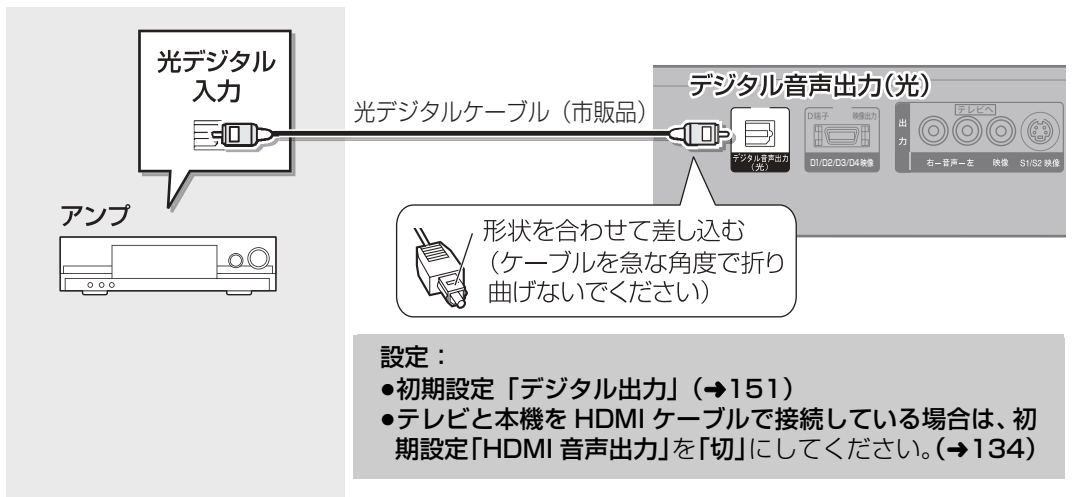 光デジタル
入力
アンプ
光デジタルケーブル（市販品）
デジタル音声出力(光)
デジタル音声出力
(光)
D端子 映像出力
D1/D2/D3/D4映像
出力
テレビへ
右ー音声ー左 映像 S1/S2 映像
形状を合わせて差し込む
（ケーブルを急な角度で折り
曲げないでください）
設定：
●初期設定「デジタル出力」（➜151）
●テレビと本機を HDMI ケーブルで接続している場合は、初
期設定「HDMI 音声出力」を「切」にしてください。（➜134）